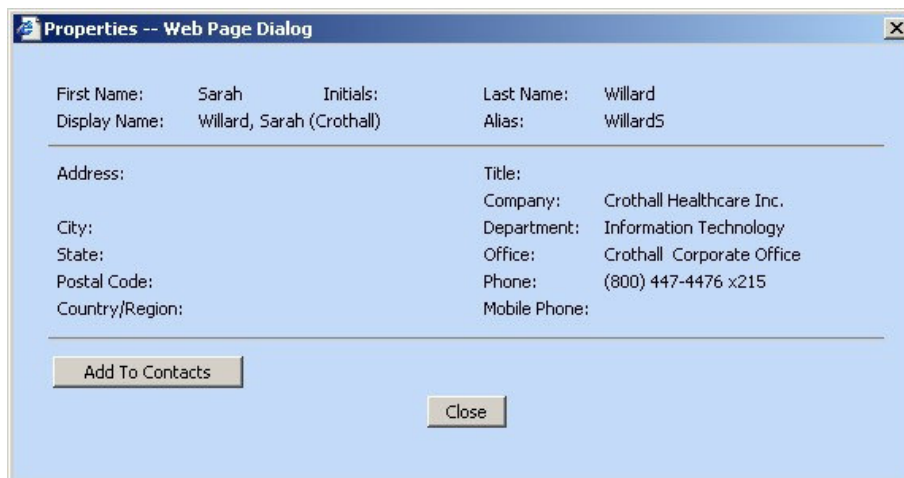 Properties -- Web Page Dialog
First Name: Sarah Initials: Last Name: Willard
Display Name: Willard, Sarah (Crothall) Alias: WillardS
Address: Title:
Company: Crothall Healthcare Inc.
City: Department: Information Technology
State: Office: Crothall Corporate Office
Postal Code: Phone: (800) 447-4476 x215
Country/Region: Mobile Phone:
Add To Contacts
Close